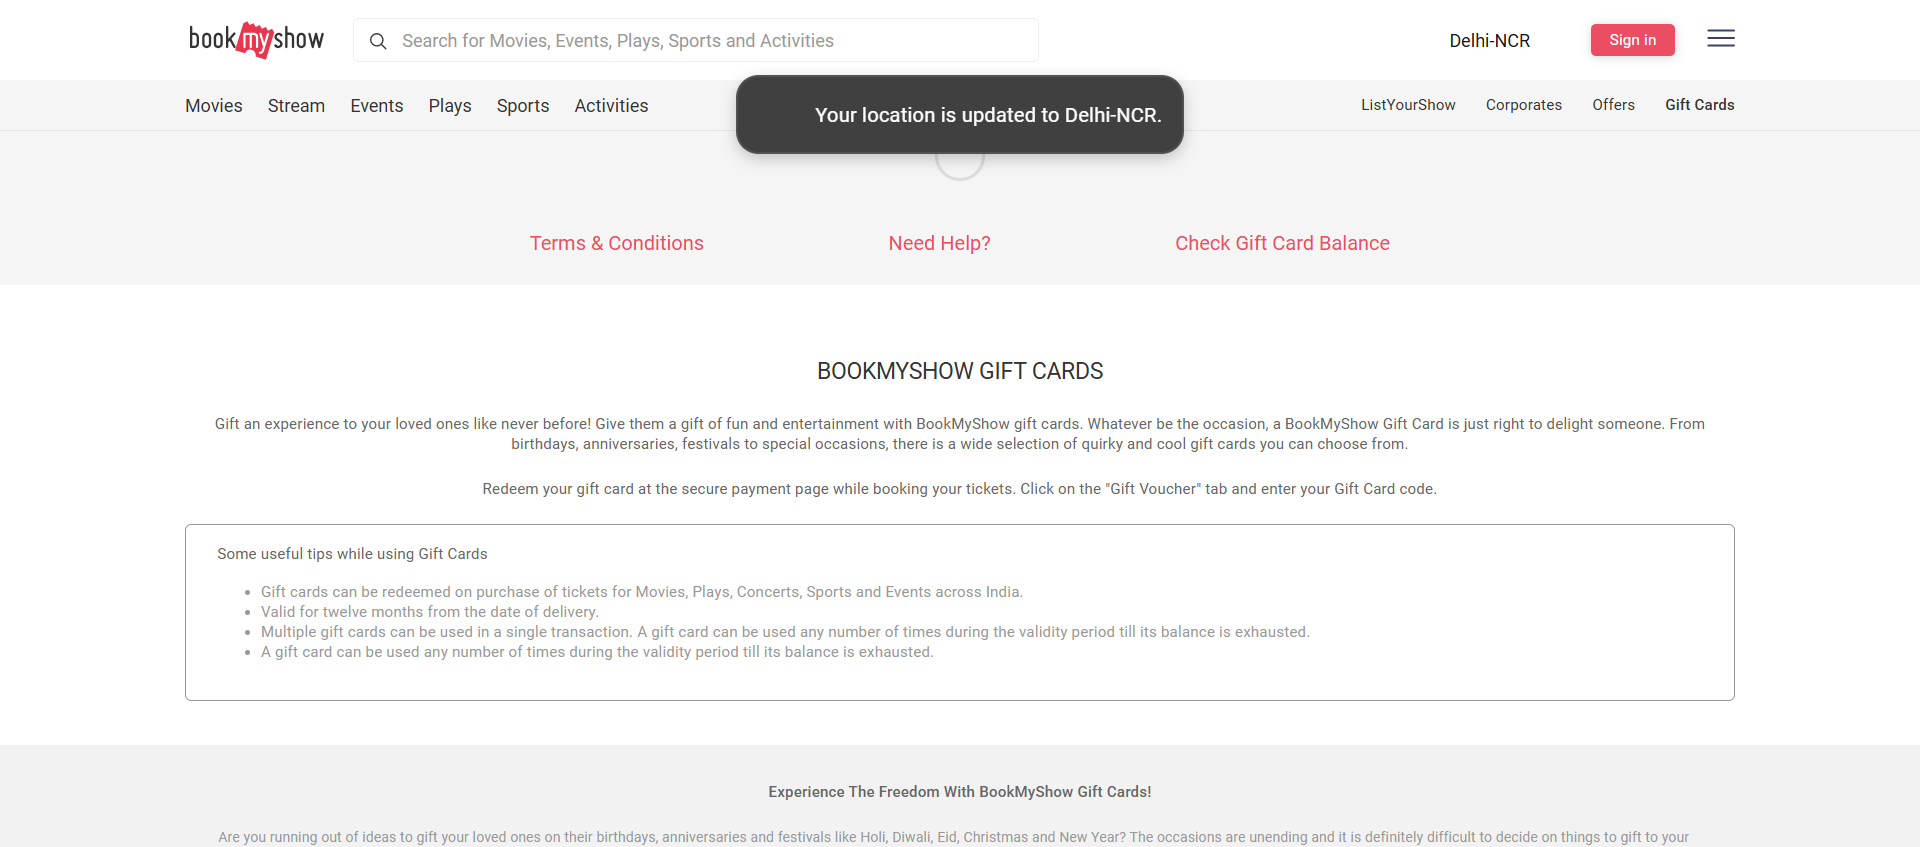 bookmyshow
Search for Movies, Events, Plays, Sports and Activities
Delhi-NCR
Sign in
Movies Stream Events Plays Sports Activities
Your location is updated to Delhi-NCR.
ListYourShow Corporates Offers Gift Cards
Terms & Conditions
Need Help?
Check Gift Card Balance
BOOKMYSHOW GIFT CARDS
Gift an experience to your loved ones like never before! Give them a gift of fun and entertainment with BookMyShow gift cards. Whatever be the occasion, a BookMyShow Gift Card is just right to delight someone. From
birthdays, anniversaries, festivals to special occasions, there is a wide selection of quirky and cool gift cards you can choose from.
Redeem your gift card at the secure payment page while booking your tickets. Click on the "Gift Voucher" tab and enter your Gift Card code.
Some useful tips while using Gift Cards
Gift cards can be redeemed on purchase of tickets for Movies, Plays, Concerts, Sports and Events across India.
Valid for twelve months from the date of delivery.
Multiple gift cards can be used in a single transaction. A gift card can be used any number of times during the validity period till its balance is exhausted.
A gift card can be used any number of times during the validity period till its balance is exhausted.
Experience The Freedom With BookMyShow Gift Cards!
Are you running out of ideas to gift your loved ones on their birthdays, anniversaries and festivals like Holi, Diwali, Eid, Christmas and New Year? The occasions are unending and it is definitely difficult to decide on things to gift to your